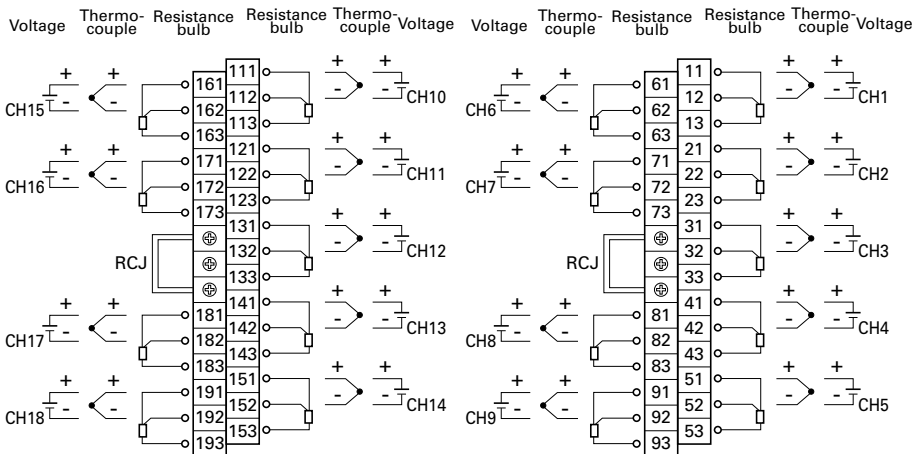 Voltage Thermo-couple Resistance bulb Resistance bulb Thermo-couple Voltage Voltage Thermo-couple Resistance bulb Resistance bulb Thermo-couple Voltage
+ + 161 111 + + + + 61 11 + +
CH15 - - 162 112 - - CH10 CH6 - - 62 12 - - CH1
163 113 63 13
+ + 171 121 + + + + 71 21 + +
CH16 - - 172 122 - - CH11 CH7 - - 72 22 - - CH2
173 123 73 23
131 + + 31 + +
RCJ 132 - - CH12 RCJ 32 - - CH3
133 33
+ + 181 141 + + + + 81 41 + +
CH17 - - 182 142 - - CH13 CH8 - - 82 42 - - CH4
183 143 83 43
+ + 191 151 + + + + 91 51 + +
CH18 - - 192 152 - - CH14 CH9 - - 92 52 - - CH5
193 153 93 53